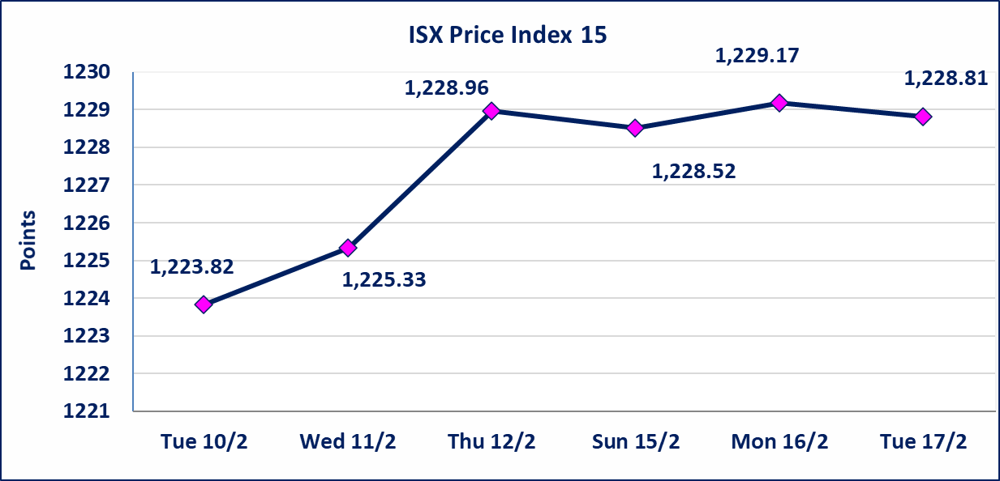 ISX Price Index 15
Points
1230
1229
1228
1227
1226
1225
1224
1223
1222
1221
1,223.82
1,225.33
1,228.96
1,228.52
1,229.17
1,228.81
Tue 10/2
Wed 11/2
Thu 12/2
Sun 15/2
Mon 16/2
Tue 17/2